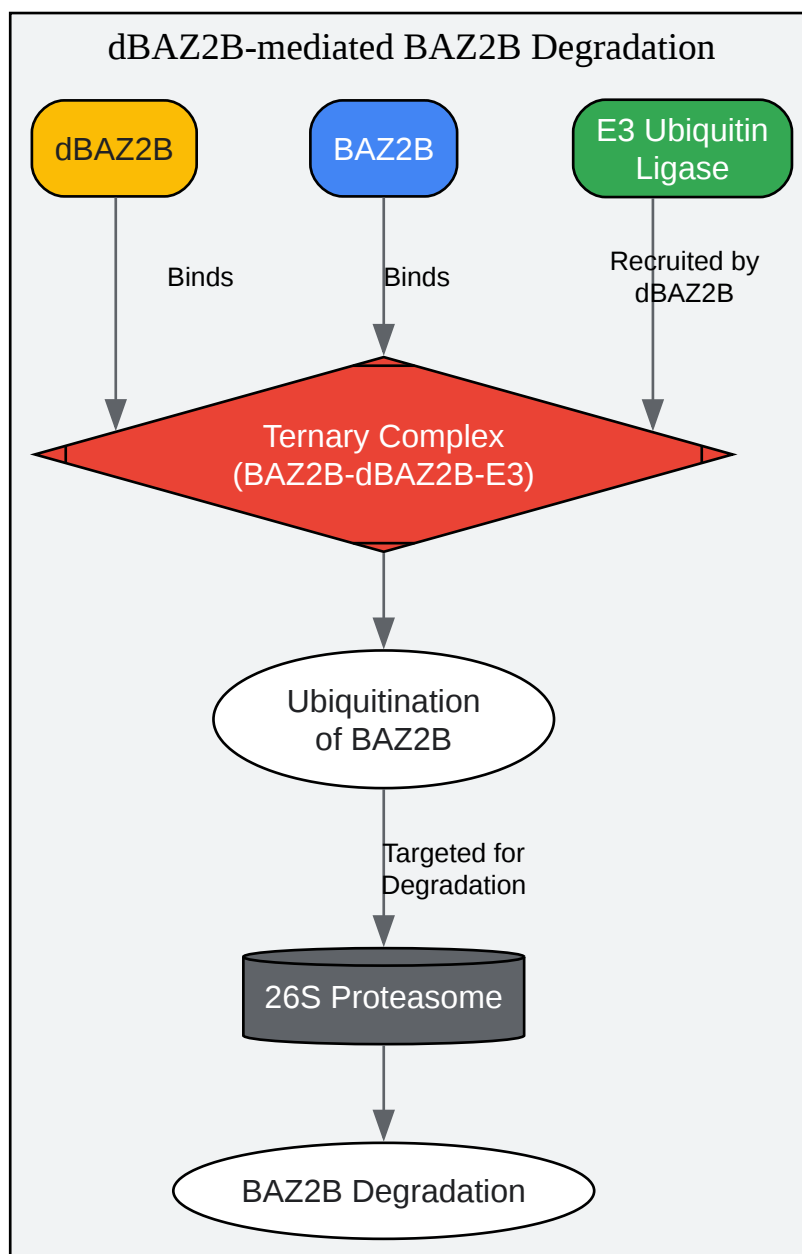 dBAZ2B-mediated BAZ2B Degradation
dBAZ2B
BAZ2B
E3 Ubiquitin
Ligase
Binds
Binds
Recruited by
dBAZ2B
Ternary Complex
(BAZ2B-dBAZ2B-E3)
Ubiquitination
of BAZ2B
Targeted for
Degradation
26S Proteasome
BAZ2B Degradation